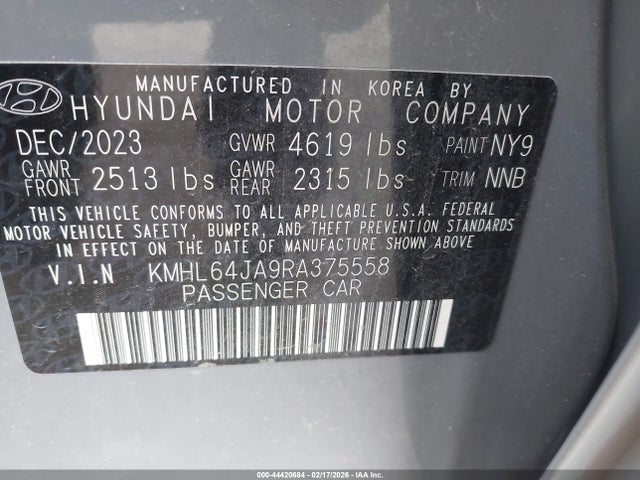 MANUFACTURED IN KOREA BY
HYUNDAI MOTOR COMPANY
DEC/2023 GVWR 4619 lbs PAINT NY9
GAWR FRONT 2513 lbs GAWR REAR 2315 lbs TRIM NNB
THIS VEHICLE CONFORMS TO ALL APPLICABLE U.S.A. FEDERAL
MOTOR VEHICLE SAFETY, BUMPER, AND THEFT PREVENTION STANDARDS
IN EFFECT ON THE DATE OF MANUFACTURE SHOWN ABOVE.
V.I.N KMHL64JA9RA375558
PASSENGER CAR
000-44420684 - 02/17/2026 - IAAI.COM